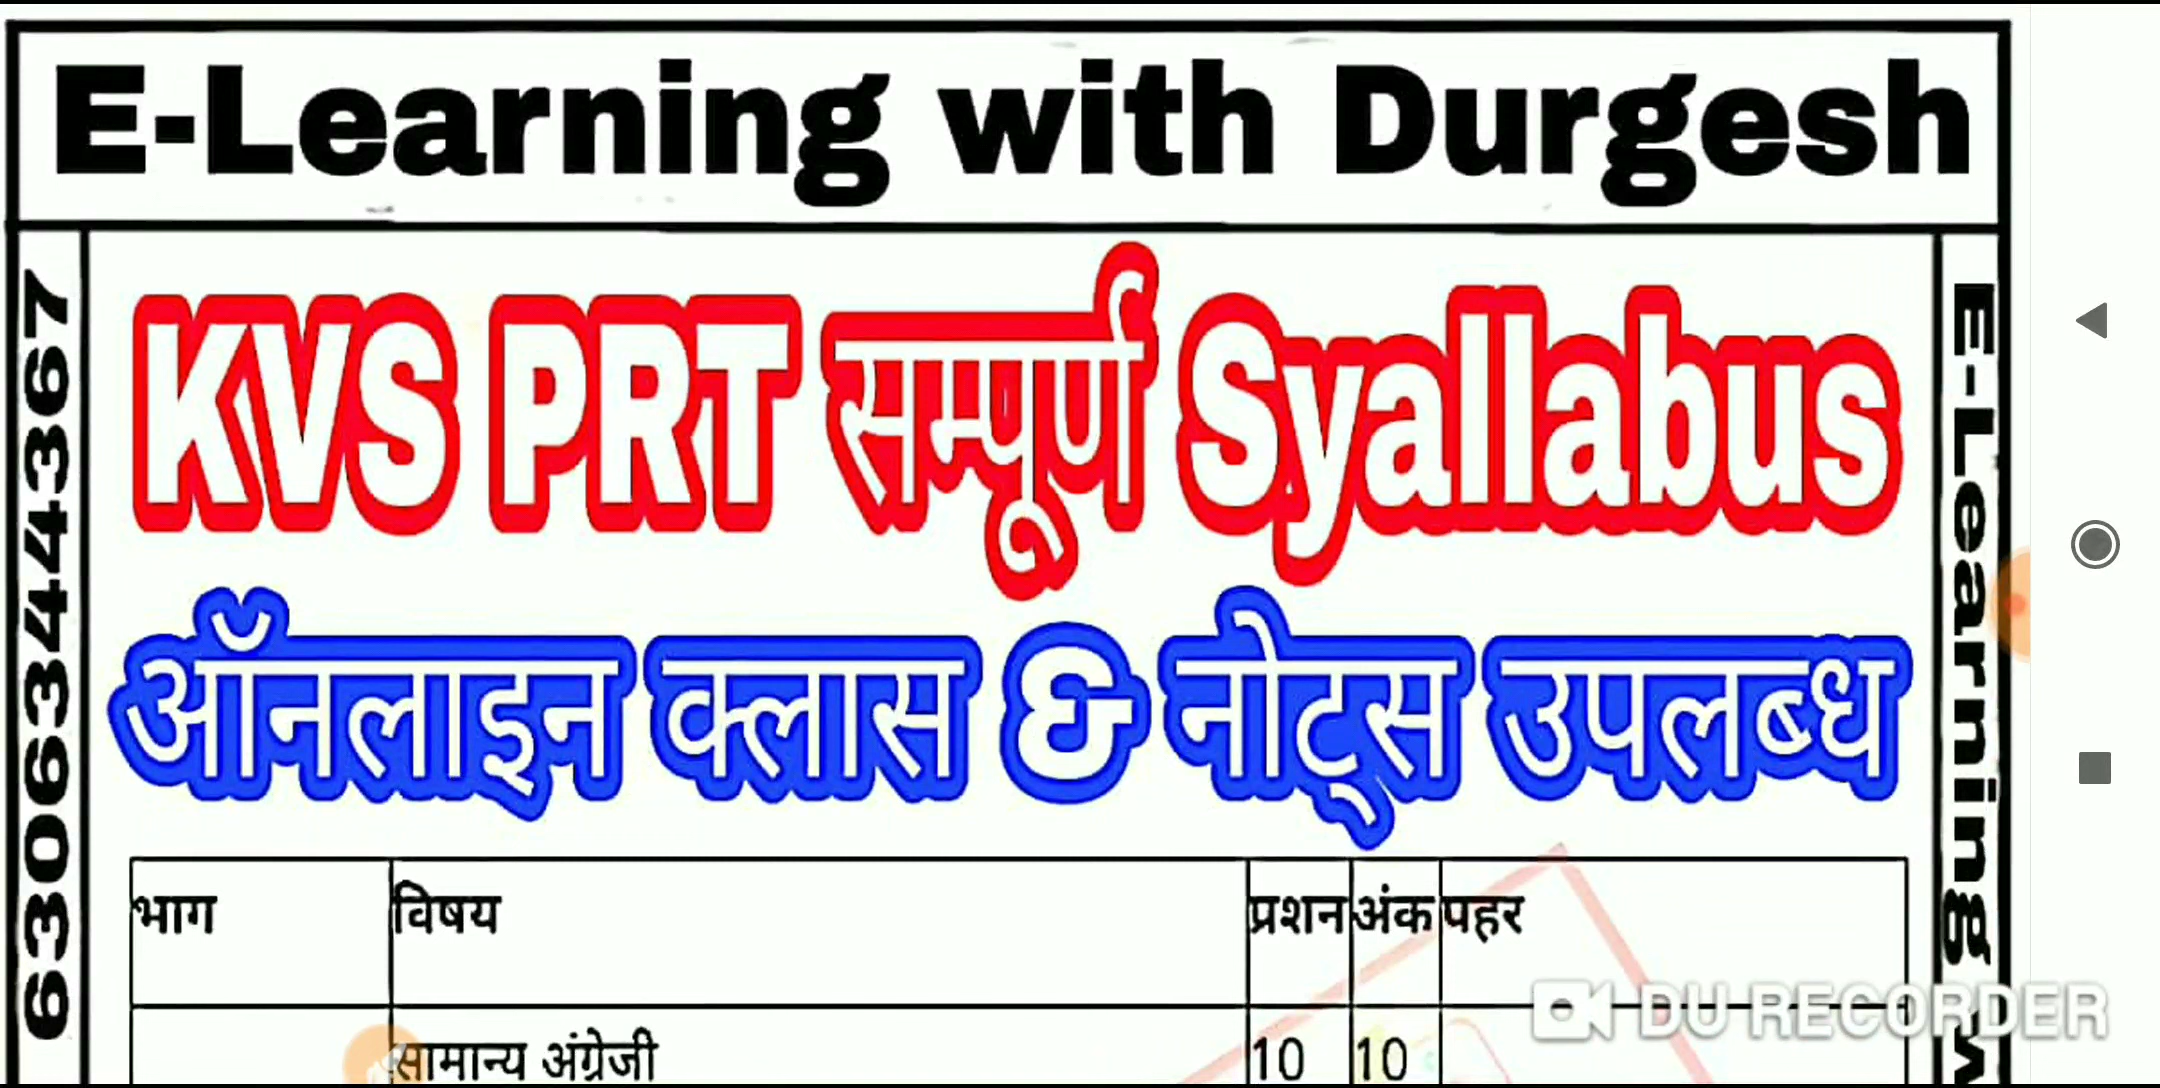 E-Learning with Durgesh
6306344367
KVS PRT सम्पूर्ण Syallabus
ऑनलाइन क्लास & नोट्स उपलब्ध
भाग विषय प्रशन अंक पहर
सामान्य अंग्रेजी 10 10
E-Learning
DU RECORDER